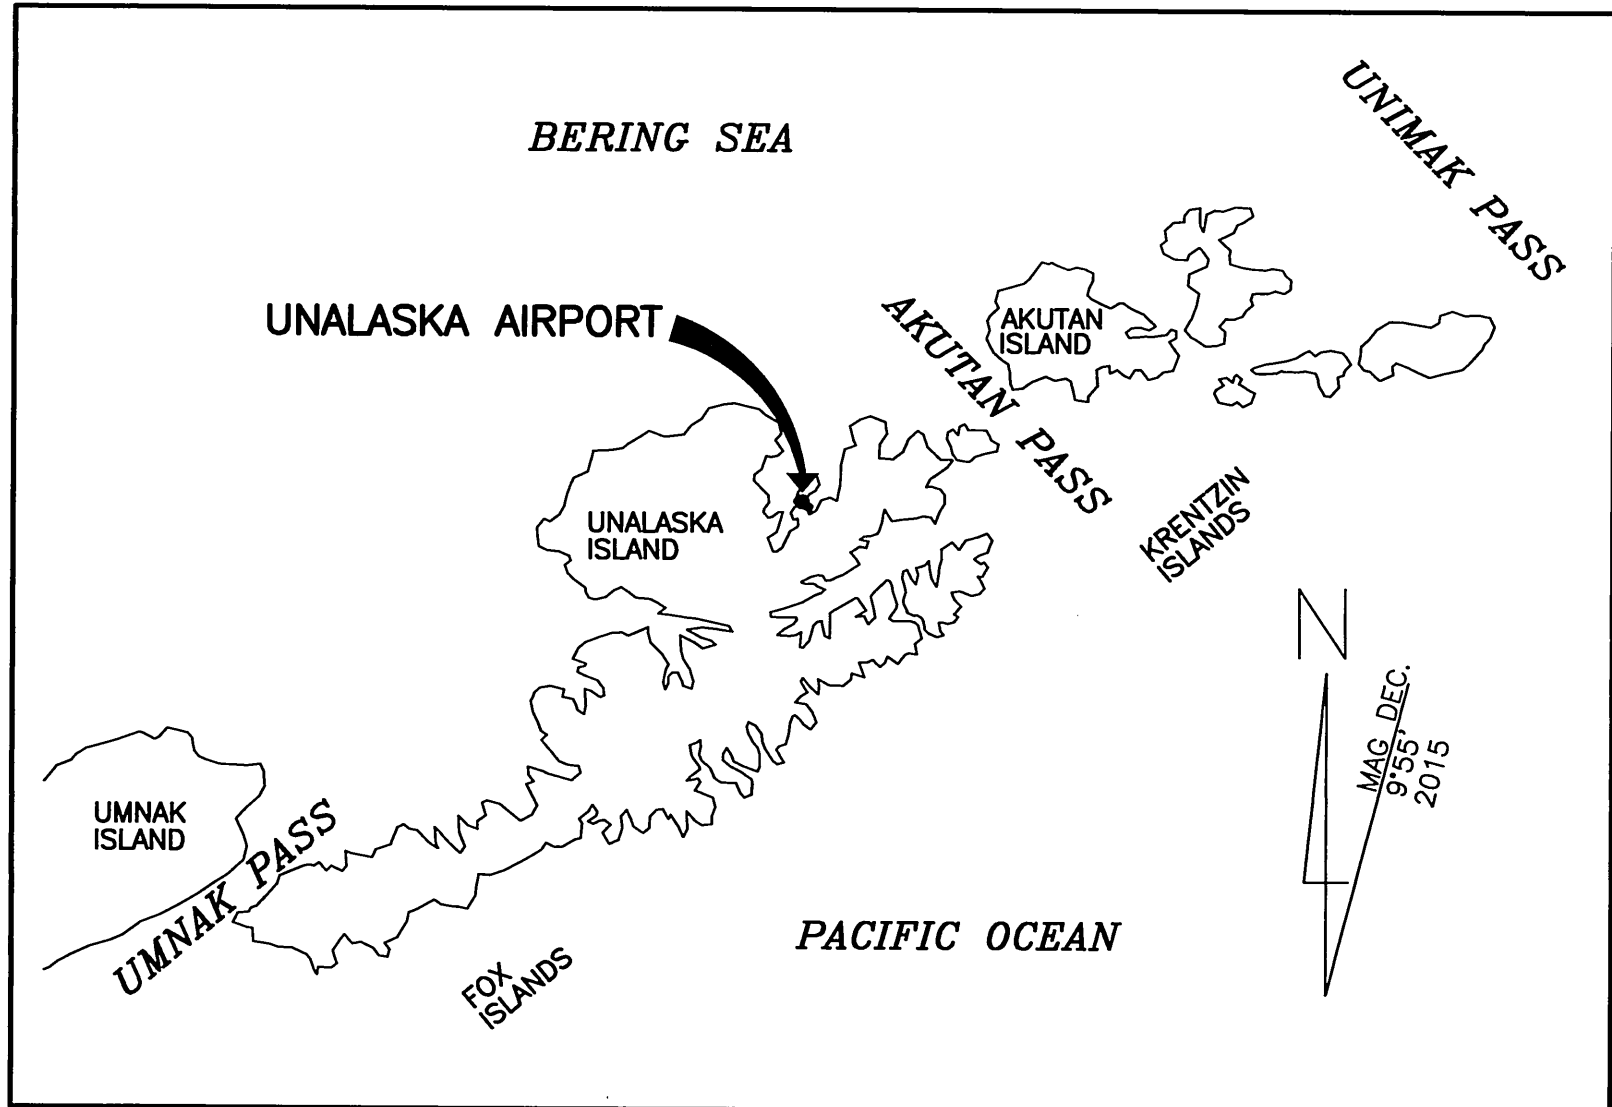 BERING SEA
UNIMAK PASS
UNALASKA AIRPORT
AKUTAN PASS
AKUTAN
ISLAND
UNALASKA
ISLAND
KRENTZIN
ISLANDS
N
MAG DEC.
9°55'
2015
UMNAK
ISLAND
UMNAK PASS
PACIFIC OCEAN
FOX
ISLANDS